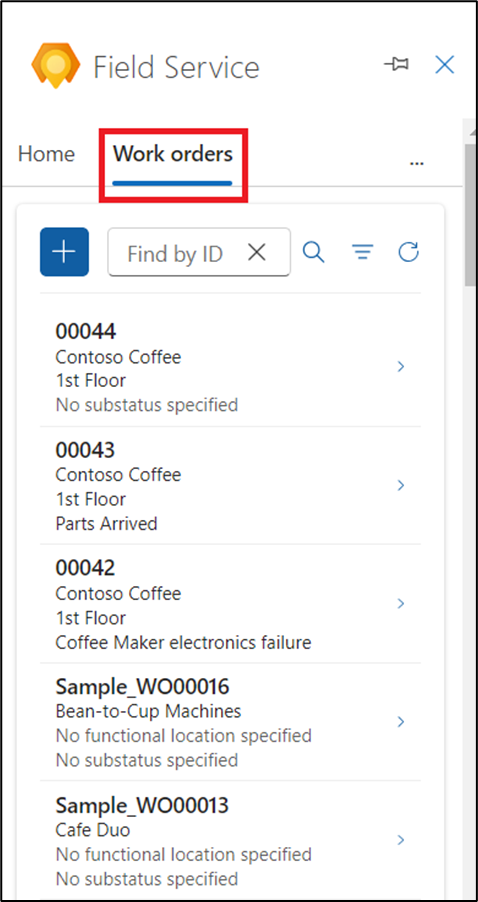 Field Service
Home Work orders ...
Find by ID
00044
Contoso Coffee
1st Floor
No substatus specified
00043
Contoso Coffee
1st Floor
Parts Arrived
00042
Contoso Coffee
1st Floor
Coffee Maker electronics failure
Sample_WO00016
Bean-to-Cup Machines
No functional location specified
No substatus specified
Sample_WO00013
Cafe Duo
No functional location specified
No substatus specified